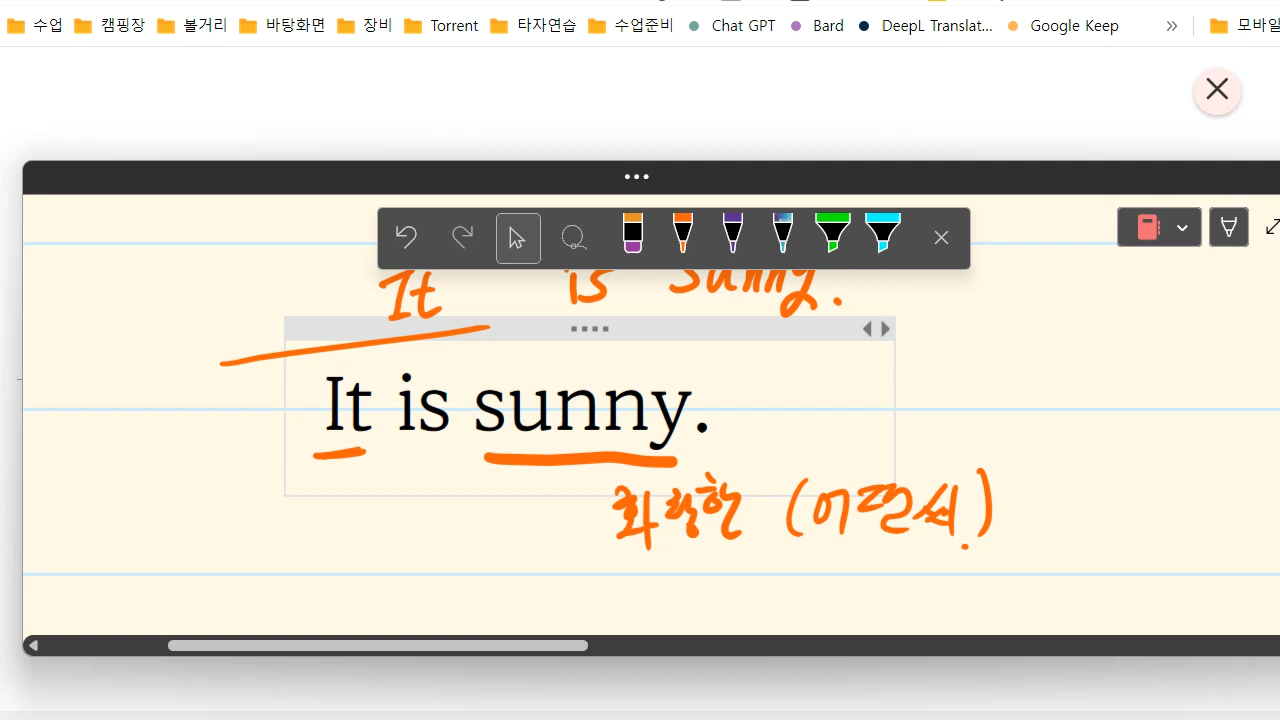 수업 캠핑장 볼거리 바탕화면 장비 Torrent 타자연습 수업준비 Chat GPT Bard DeepL Translat... Google Keep » 모바일
It is sunny.
It is sunny.
화창한 (어떤씨.)